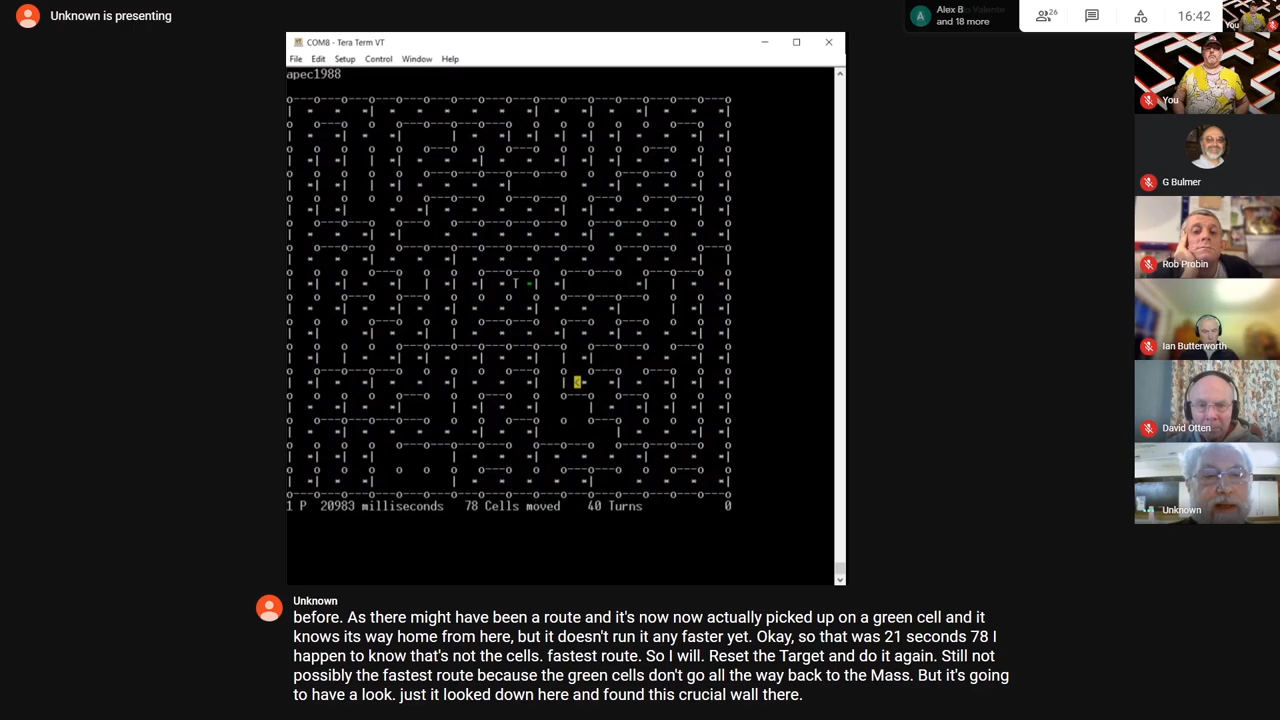 Unknown is presenting
Alex B
and 18 more
26
16:42
You
COM8 - Tera Term VT
File Edit Setup Control Window Help
apec1988
T
1 P 20983 milliseconds 78 Cells moved 40 Turns 0
You
G Bulmer
Rob Probin
Ian Butterworth
David Otten
Unknown
Unknown
before. As there might have been a route and it's now now actually picked up on a green cell and it
knows its way home from here, but it doesn't run it any faster yet. Okay, so that was 21 seconds 78 I
happen to know that's not the cells. fastest route. So I will. Reset the Target and do it again. Still not
possibly the fastest route because the green cells don't go all the way back to the Mass. But it's going
to have a look. just it looked down here and found this crucial wall there.